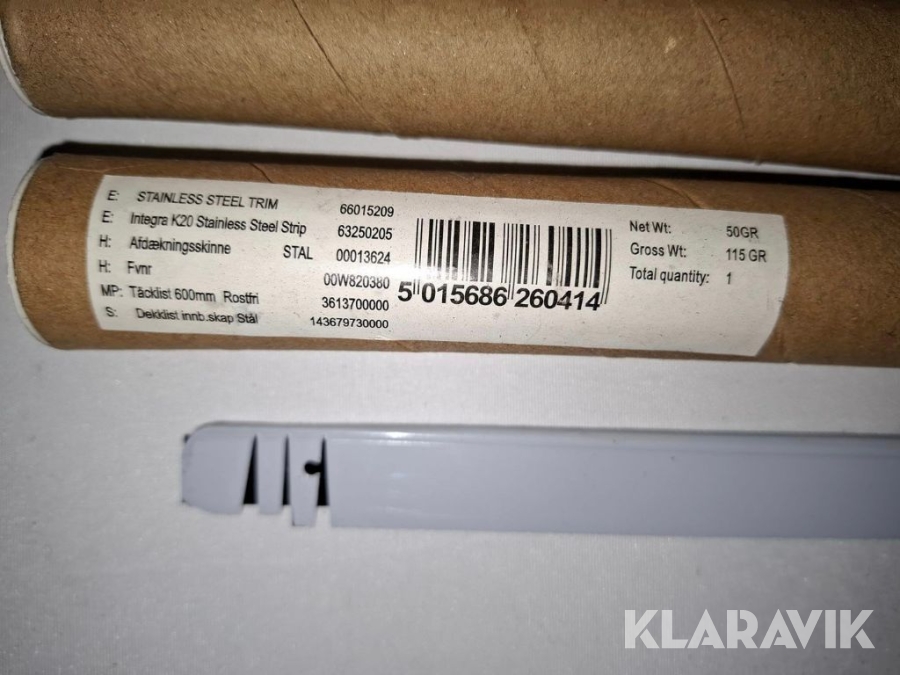 E: STAINLESS STEEL TRIM 66015209
E: Integra K20 Stainless Steel Strip 63250205
H: Afdækningsskinne STAL 00013624
H: Fvnr 00W820380
MP: Täcklist 600mm Rostfri 3613700000
S: Dekklist innb.skap Stål 143679730000
5 015686 260414
Net Wt: 50GR
Gross Wt: 115 GR
Total quantity: 1
KLARAVIK